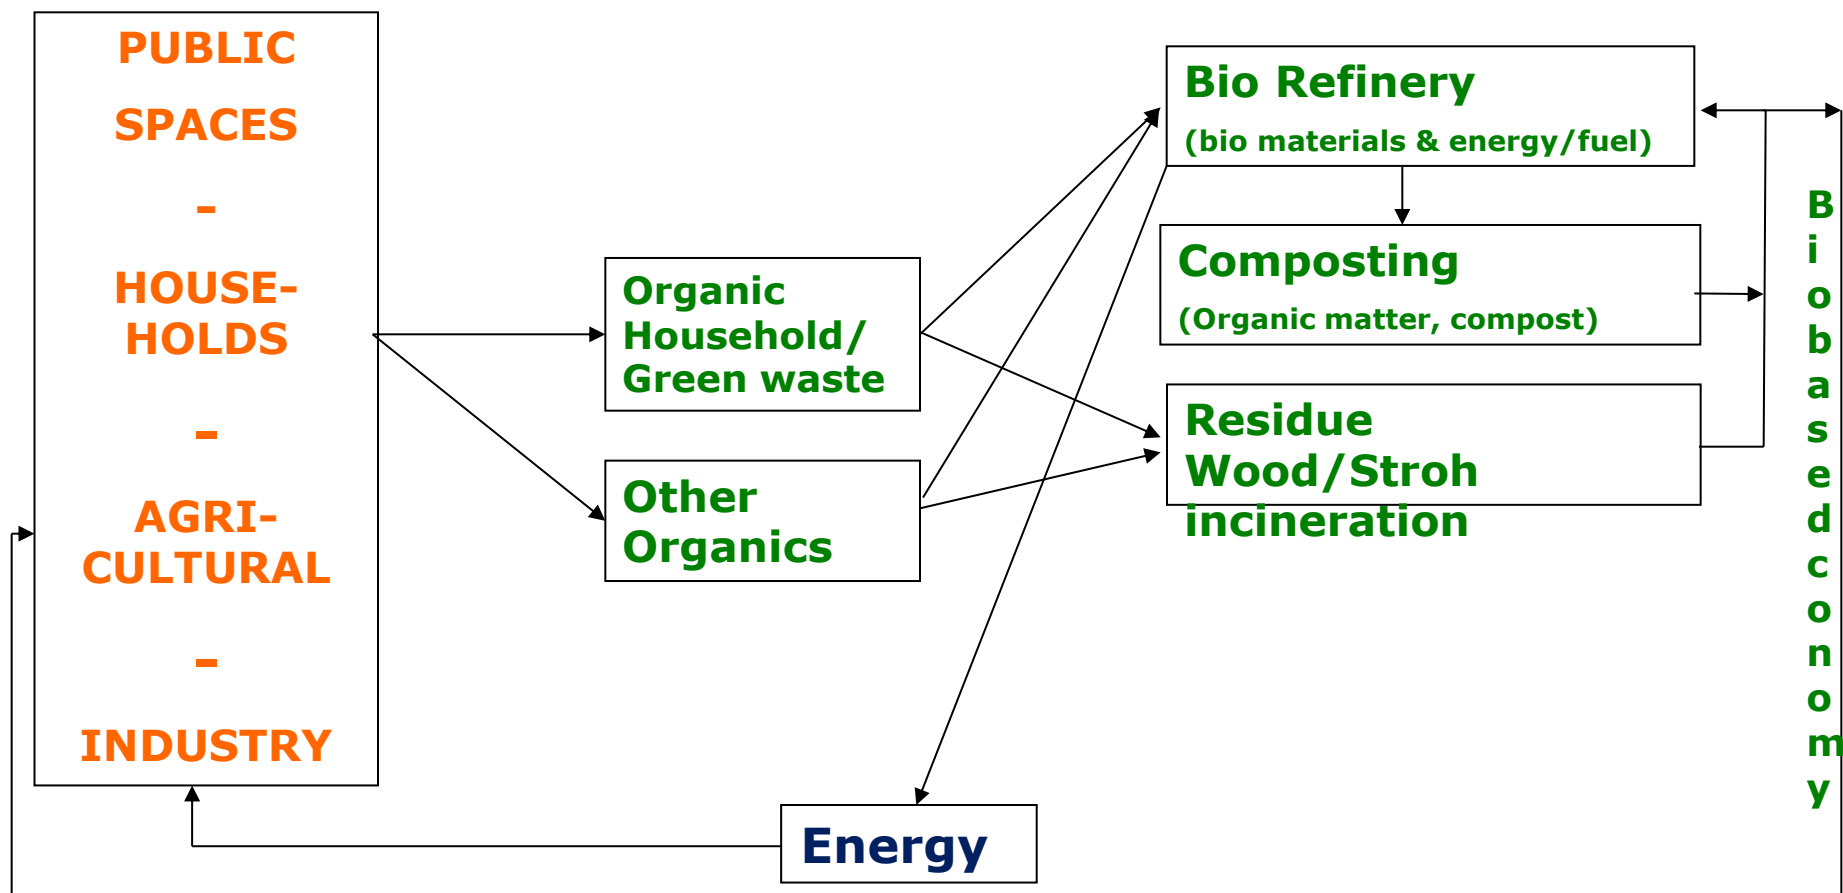 PUBLIC
SPACES
-
HOUSE-
HOLDS
-
AGRI-
CULTURAL
-
INDUSTRY
Organic
Household/
Green waste
Other
Organics
Bio Refinery
(bio materials & energy/fuel)
Composting
(Organic matter, compost)
Residue
Wood/Stroh
incineration
Energy
B
i
o
b
a
s
e
d
c
o
n
o
m
y